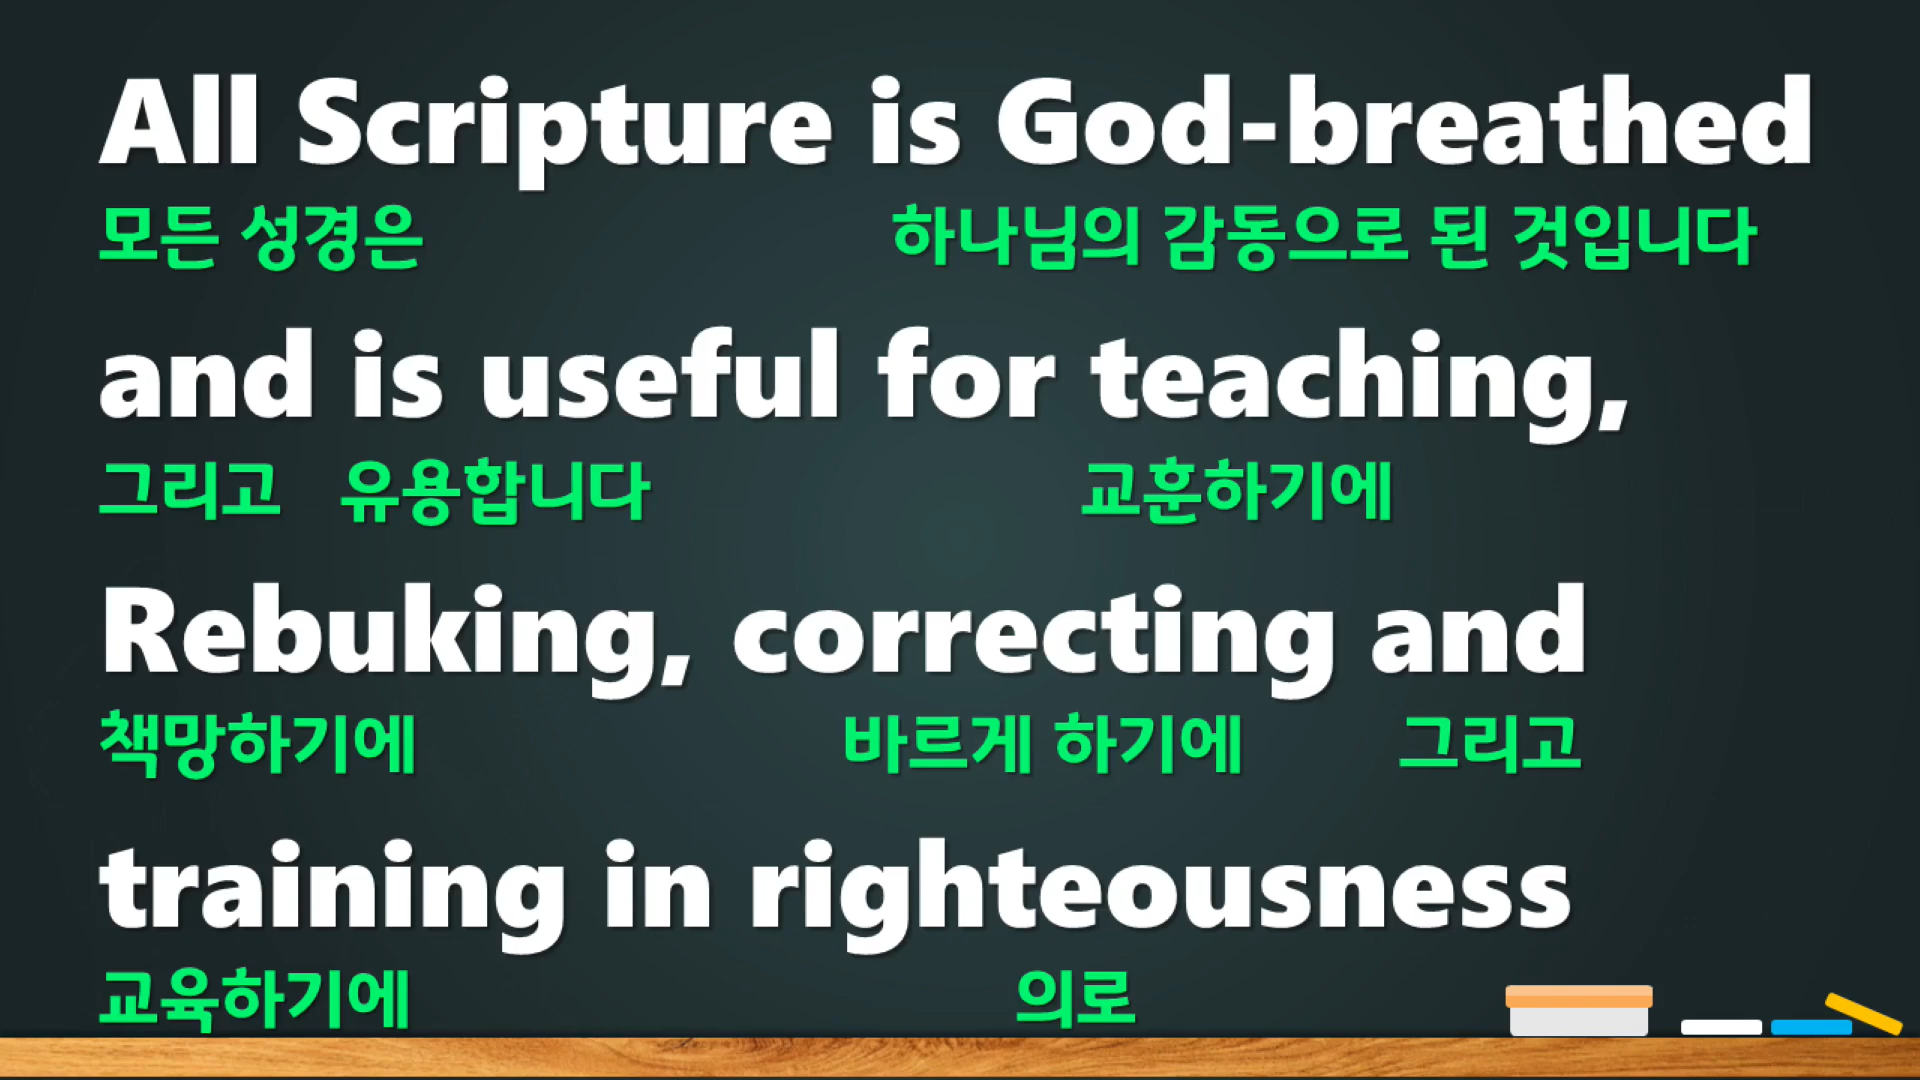 All Scripture is God-breathed
모든 성경은 하나님의 감동으로 된 것입니다
and is useful for teaching,
그리고 유용합니다 교훈하기에
Rebuking, correcting and
책망하기에 바르게 하기에 그리고
training in righteousness
교육하기에 의로